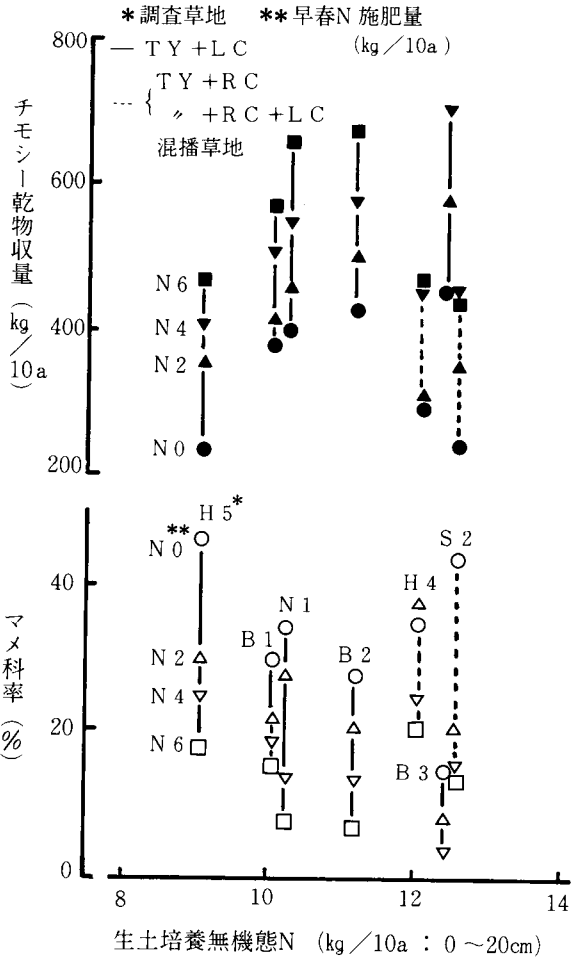 *調査草地 **早春N 施肥量
(kg/10a)
― TY+LC
--- { TY+RC
〃 +RC+LC
混播草地
チモシー乾物収量 (kg/10a)
800
600
400
200
N6
N4
N2
N0
マメ科率 (%)
40
20
0
H5*
**
N0
N2
N4
N6
B1
N1
B2
H4
S2
B3
8 10 12 14
生土培養無機態N (kg/10a:0~20cm)